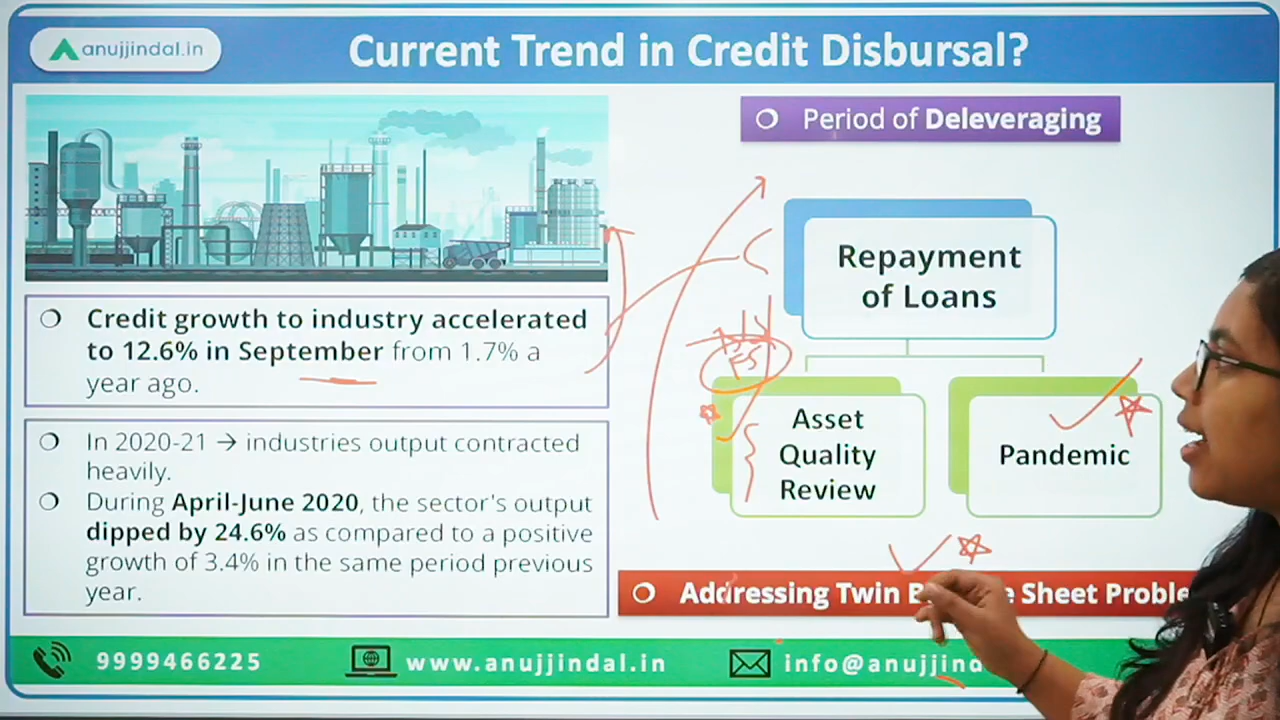 anujjindal.in
Current Trend in Credit Disbursal?
Period of Deleveraging
Repayment
of Loans
Credit growth to industry accelerated
to 12.6% in September from 1.7% a
year ago.
FS
Asset
Quality
Review
Pandemic
In 2020-21 → industries output contracted
heavily.
During April-June 2020, the sector's output
dipped by 24.6% as compared to a positive
growth of 3.4% in the same period previous
year.
Addressing Twin B e Sheet Proble
9999466225
www.anujjindal.in
info@anujjind